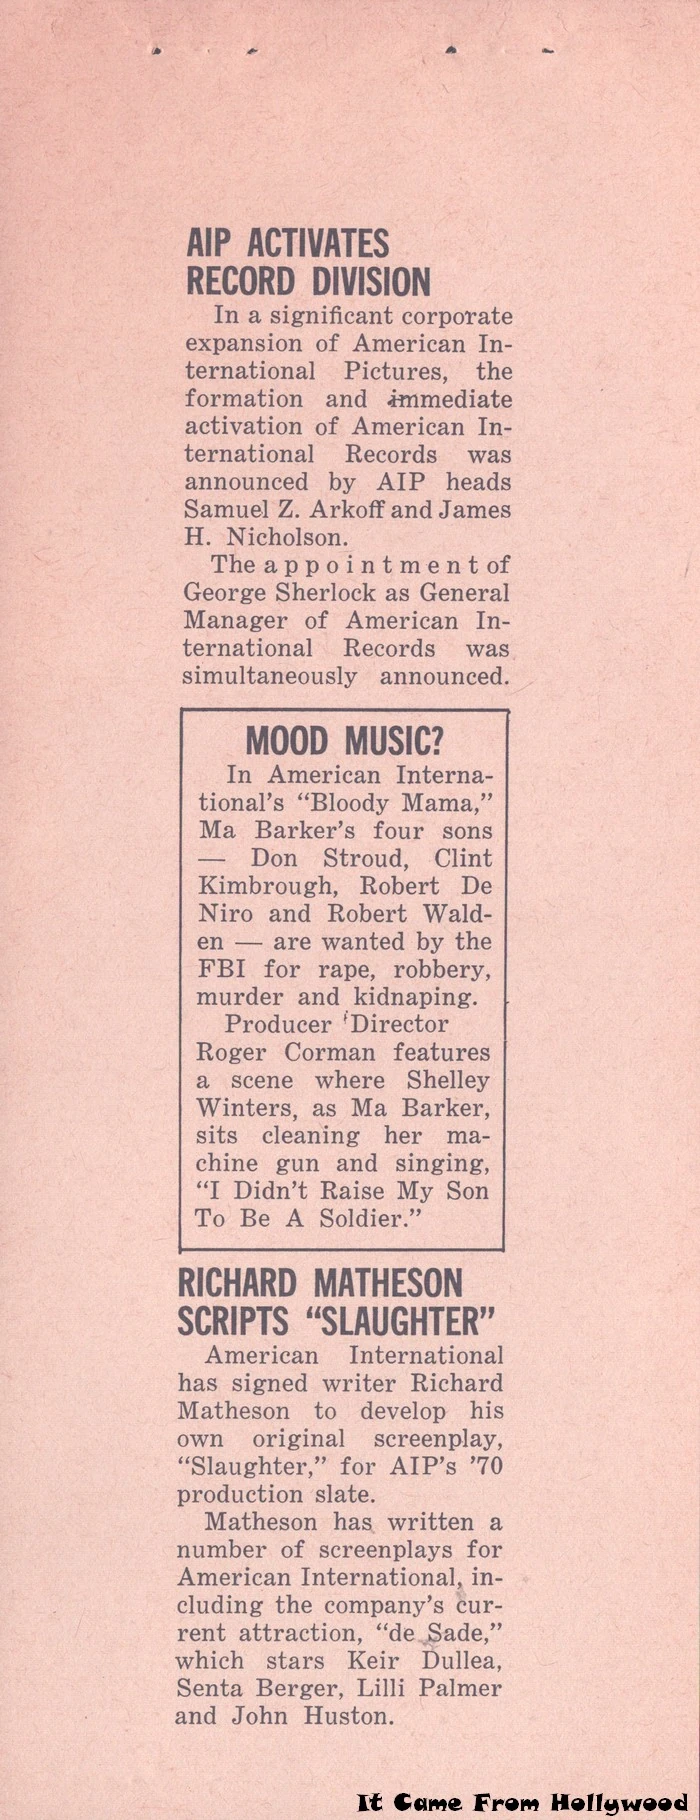 AIP ACTIVATES
RECORD DIVISION
In a significant corporate
expansion of American In-
ternational Pictures, the
formation and immediate
activation of American In-
ternational Records was
announced by AIP heads
Samuel Z. Arkoff and James
H. Nicholson.
The appointment of
George Sherlock as General
Manager of American In-
ternational Records was
simultaneously announced.
MOOD MUSIC?
In American Interna-
tional's "Bloody Mama,"
Ma Barker's four sons
— Don Stroud, Clint
Kimbrough, Robert De
Niro and Robert Wald-
en — are wanted by the
FBI for rape, robbery,
murder and kidnaping.
Producer Director
Roger Corman features
a scene where Shelley
Winters, as Ma Barker,
sits cleaning her ma-
chine gun and singing,
"I Didn't Raise My Son
To Be A Soldier."
RICHARD MATHESON
SCRIPTS "SLAUGHTER"
American International
has signed writer Richard
Matheson to develop his
own original screenplay,
"Slaughter," for AIP's '70
production slate.
Matheson has written a
number of screenplays for
American International, in-
cluding the company's cur-
rent attraction, "de Sade,"
which stars Keir Dullea,
Senta Berger, Lilli Palmer
and John Huston.
It Came From Hollywood